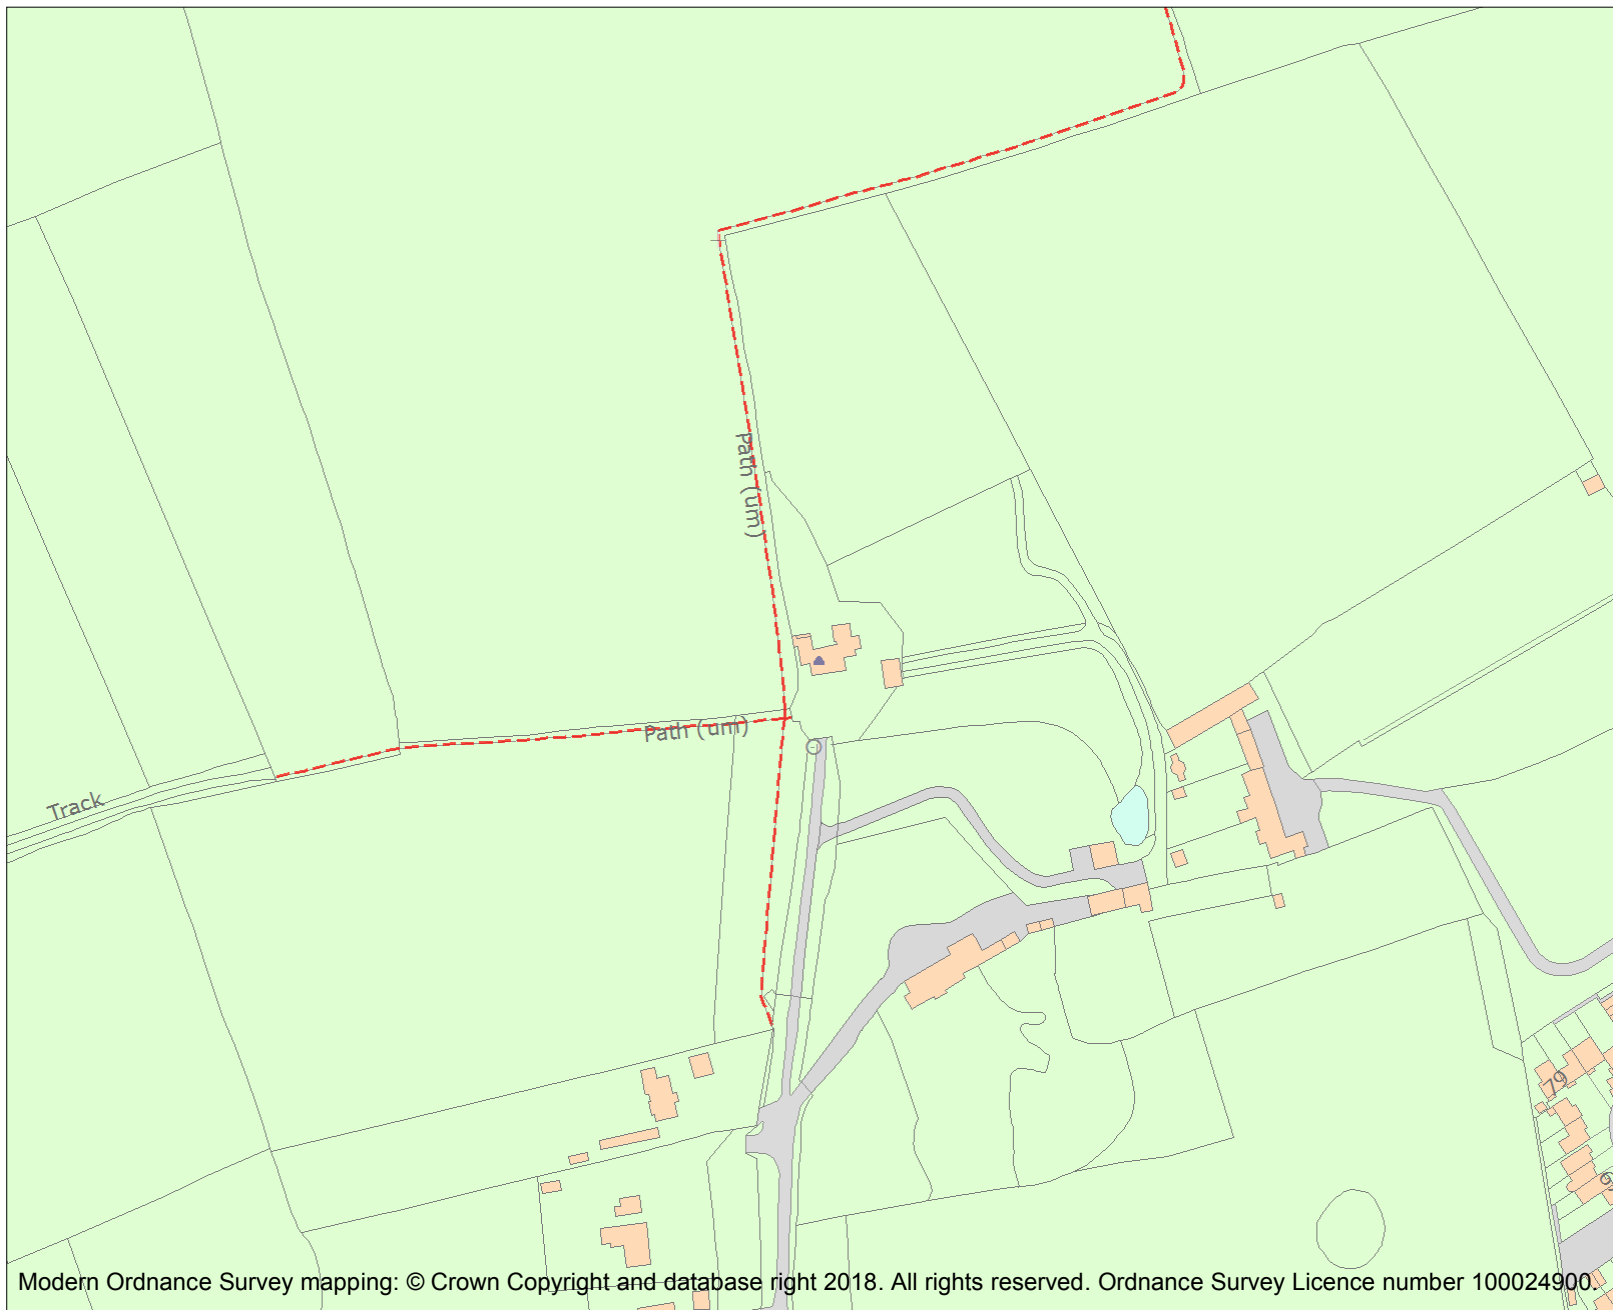 Path (um)
Path (um)
Track
79
Modern Ordnance Survey mapping: © Crown Copyright and database right 2018. All rights reserved. Ordnance Survey Licence number 100024900.